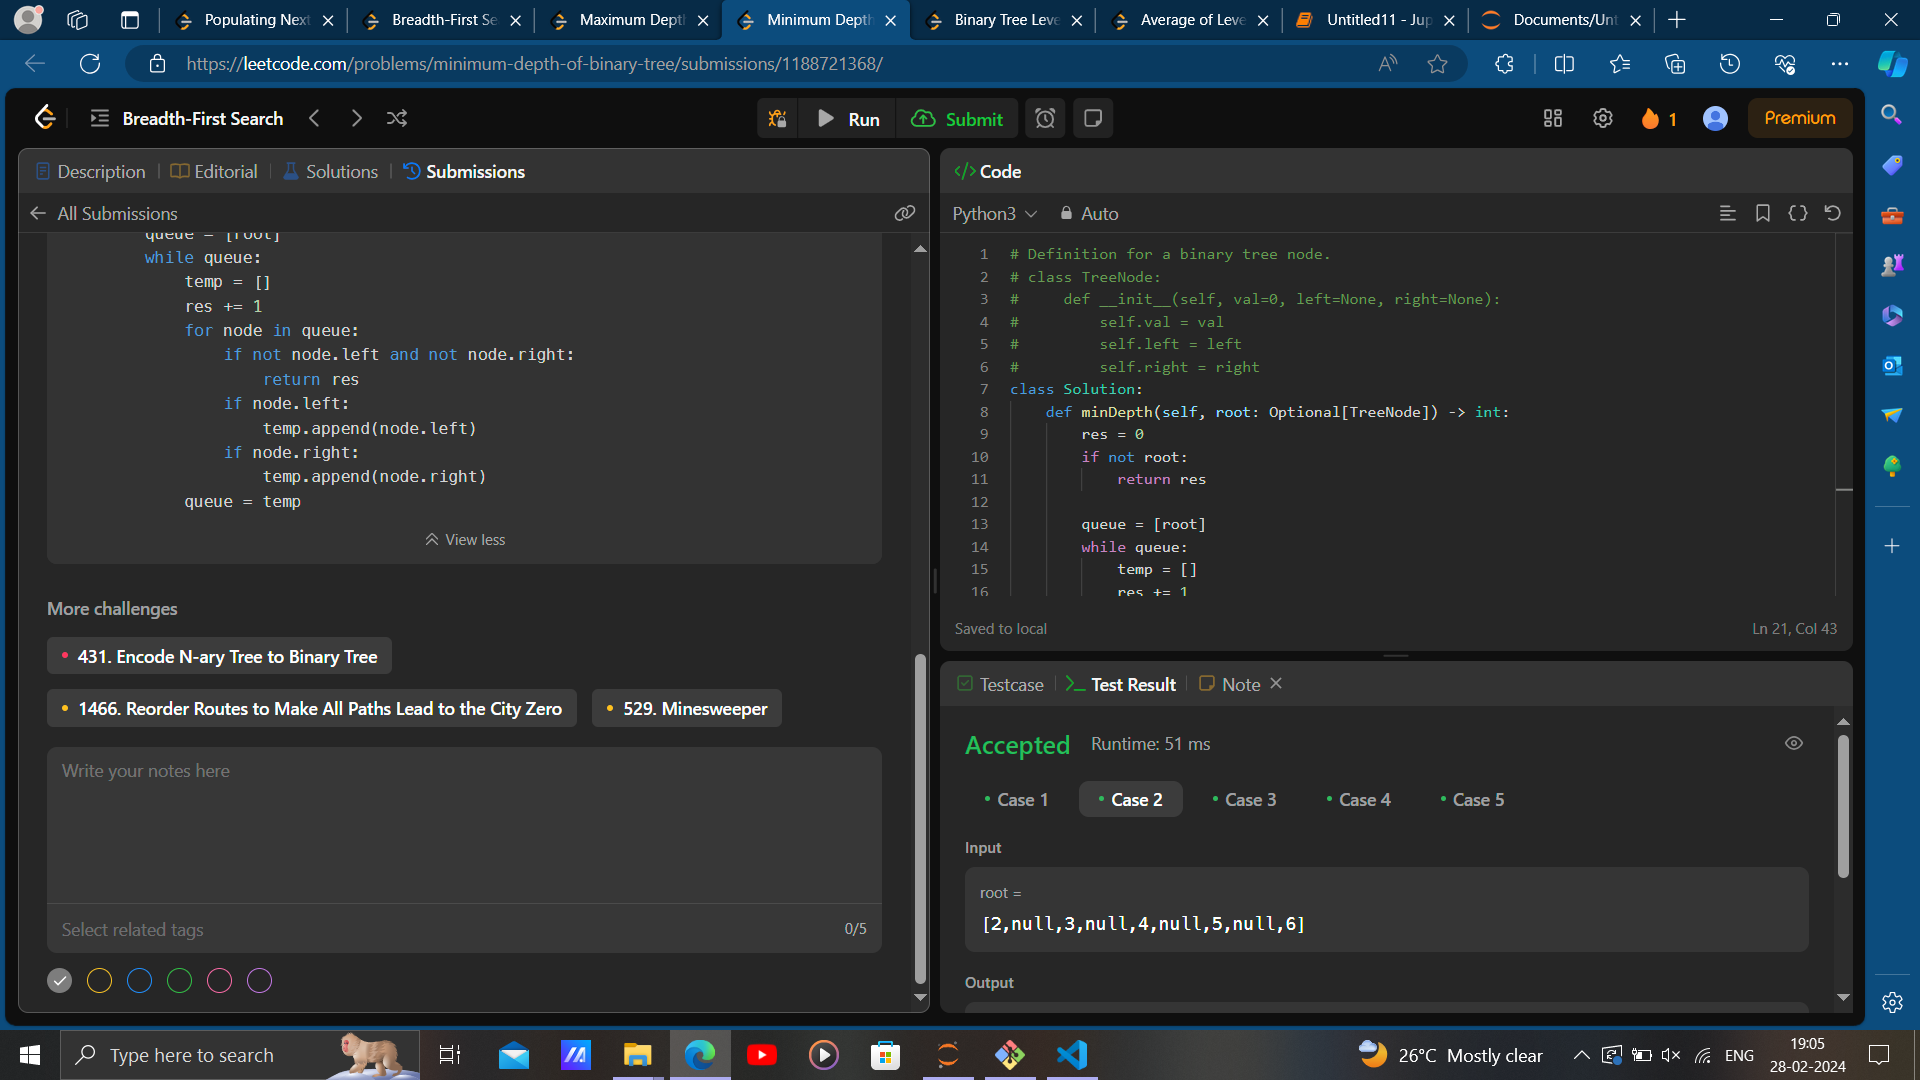 Populating Next
Breadth-First Se
Maximum Dept
Minimum Depth
Binary Tree Leve
Average of Leve
Untitled11 - Jup
Documents/Unt
https://leetcode.com/problems/minimum-depth-of-binary-tree/submissions/1188721368/
Breadth-First Search
Run
Submit
1
Premium
Description
Editorial
Solutions
Submissions
All Submissions
queue = [root]
while queue:
temp = []
res += 1
for node in queue:
if not node.left and not node.right:
return res
if node.left:
temp.append(node.left)
if node.right:
temp.append(node.right)
queue = temp
View less
More challenges
431. Encode N-ary Tree to Binary Tree
1466. Reorder Routes to Make All Paths Lead to the City Zero
529. Minesweeper
Write your notes here
Select related tags
0/5
</> Code
Python3
Auto
1 # Definition for a binary tree node.
2 # class TreeNode:
3 #     def __init__(self, val=0, left=None, right=None):
4 #         self.val = val
5 #         self.left = left
6 #         self.right = right
7 class Solution:
8     def minDepth(self, root: Optional[TreeNode]) -> int:
9         res = 0
10         if not root:
11             return res
12
13         queue = [root]
14         while queue:
15             temp = []
16             res += 1
Saved to local
Ln 21, Col 43
Testcase
Test Result
Note
Accepted
Runtime: 51 ms
Case 1
Case 2
Case 3
Case 4
Case 5
Input
root =
[2,null,3,null,4,null,5,null,6]
Output
Type here to search
26°C Mostly clear
ENG
19:05
28-02-2024